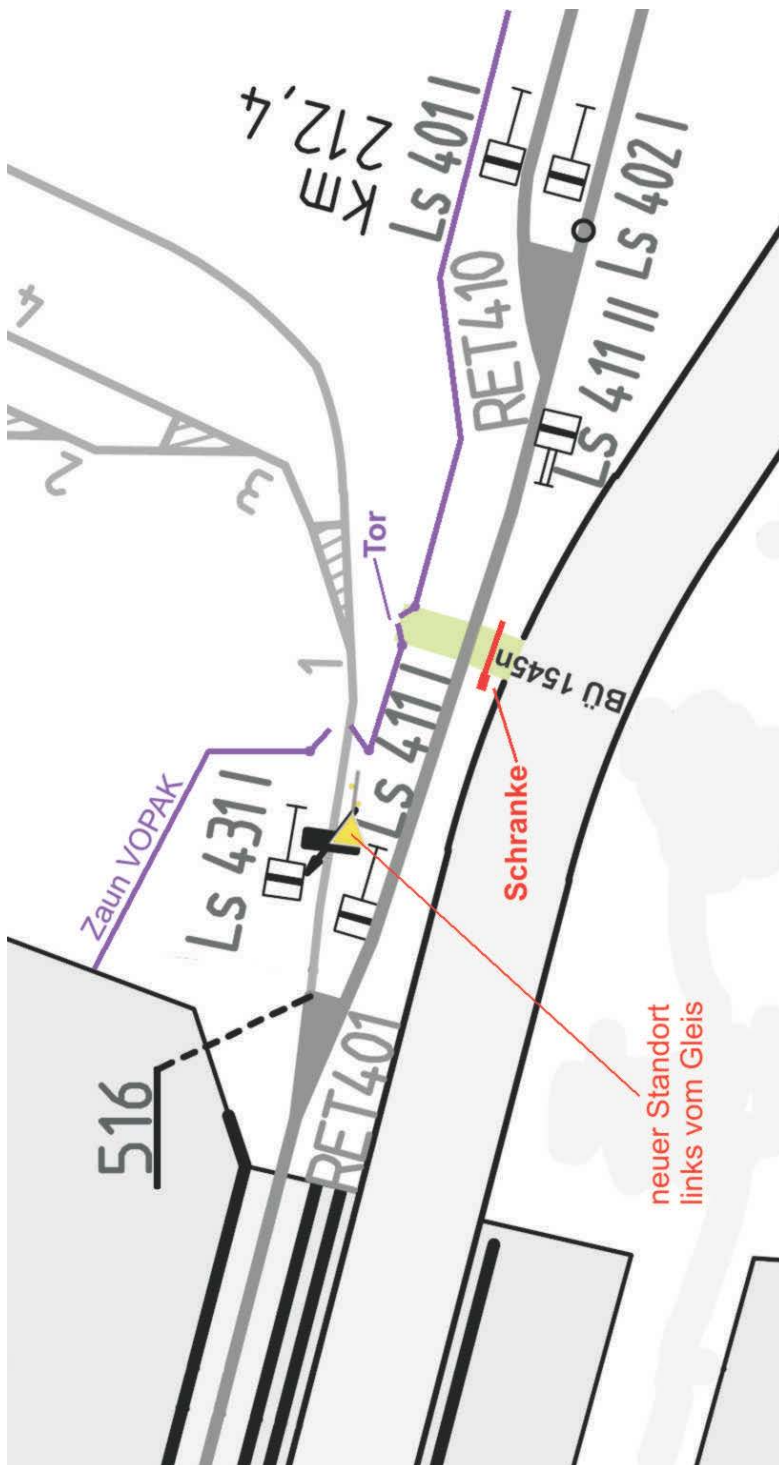 km
212,4
Ls 401 I
4
RET410
Ls 402 I
Ls 411 II
2
3
Tor
1
BÜ 1545n
Ls 411 I
Schranke
Zaun VOPAK
Ls 431 I
516
RET401
neuer Standort
links vom Gleis